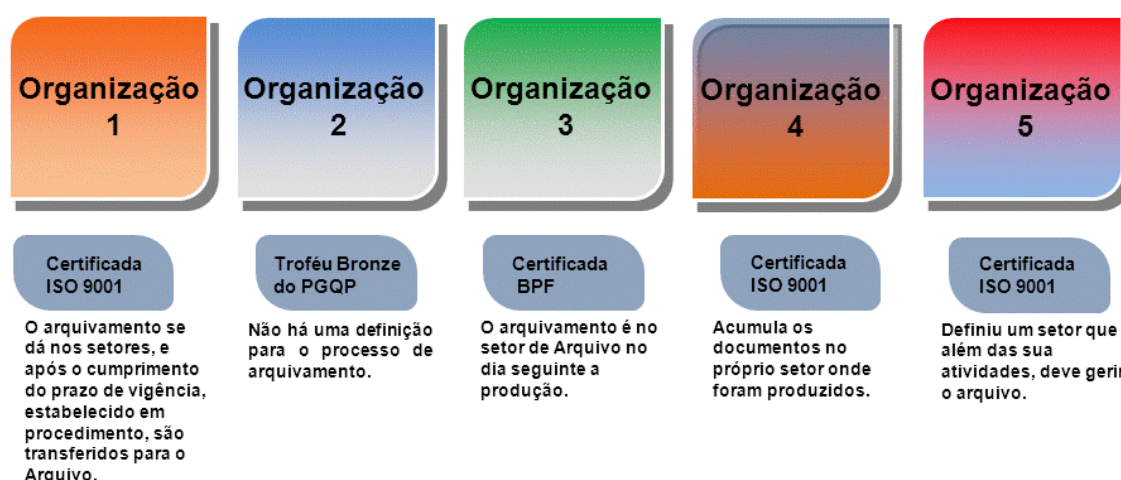 Organização
1
Organização
2
Organização
3
Organização
4
Organização
5
Certificada
ISO 9001
Troféu Bronze
do PGQP
Certificada
BPF
Certificada
ISO 9001
Certificada
ISO 9001
O arquivamento se
dá nos setores, e
após o cumprimento
do prazo de vigência,
estabelecido em
procedimento, são
transferidos para o
Arquivo.
Não há uma definição
para o processo de
arquivamento.
O arquivamento é no
setor de Arquivo no
dia seguinte a
produção.
Acumula os
documentos no
próprio setor onde
foram produzidos.
Definiu um setor que
além das sua
atividades, deve gerir
o arquivo.